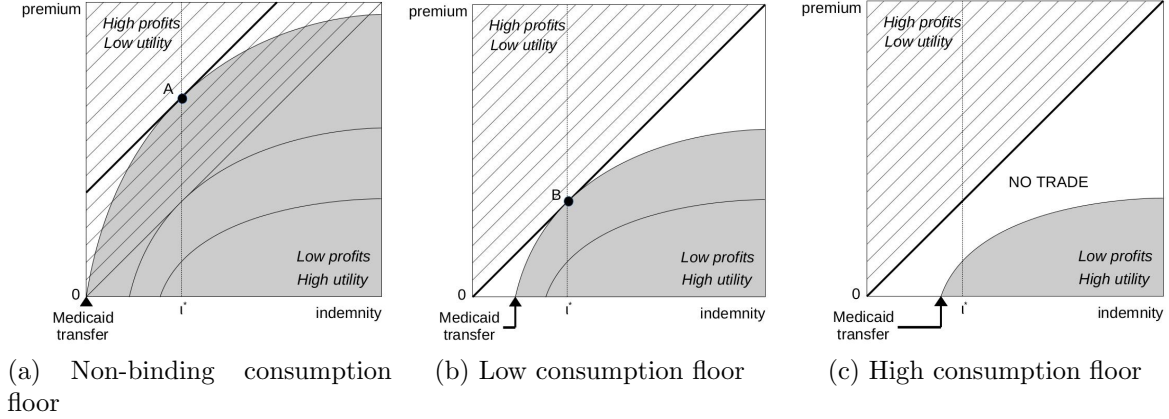 premium
High profits
Low utility
A
Low profits
High utility
0
Medicaid
transfer
ι*
indemnity
(a) Non-binding consumption
floor
premium
High profits
Low utility
B
Low profits
High utility
0
Medicaid
transfer
ι*
indemnity
(b) Low consumption floor
premium
High profits
Low utility
NO TRADE
Low profits
High utility
0
Medicaid
transfer
ι*
indemnity
(c) High consumption floor